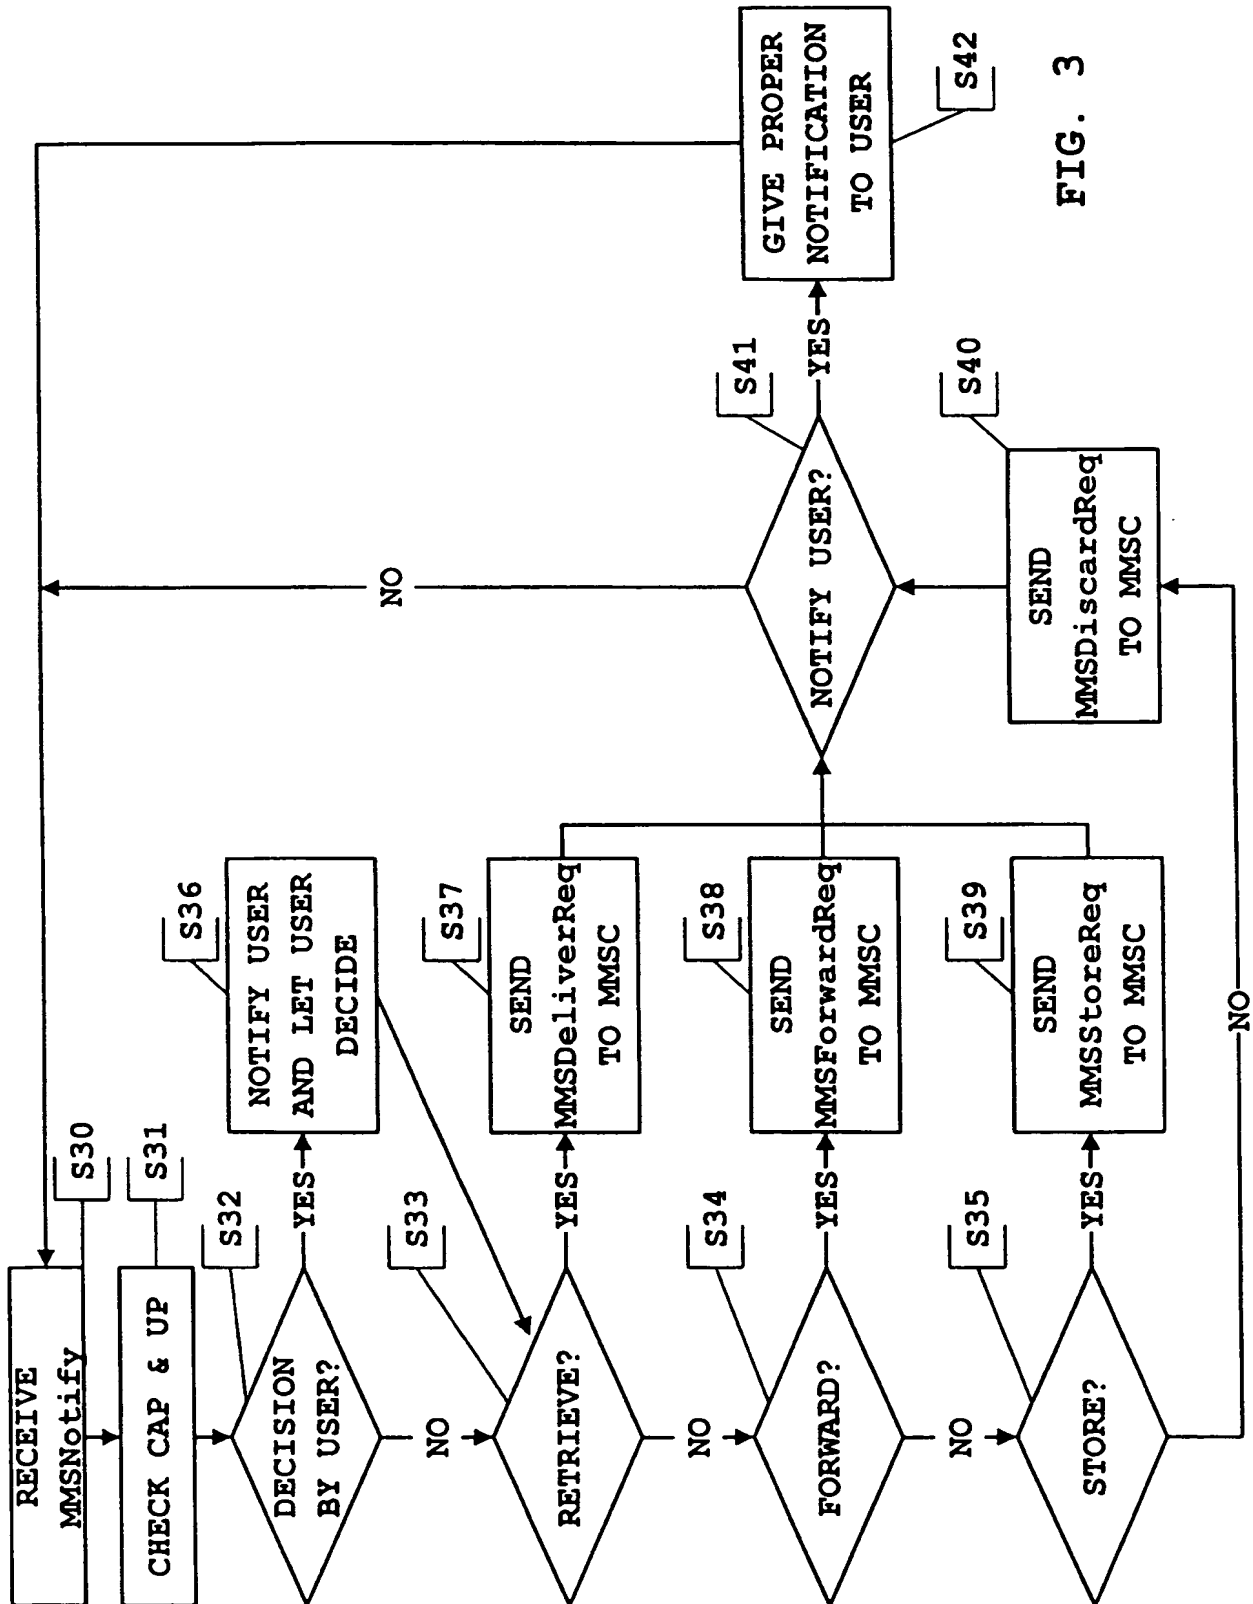 RECEIVE
MMSNotify
S30
CHECK CAP & UP
S31
DECISION
BY USER?
S32
YES
NOTIFY USER
AND LET USER
DECIDE
S36
NO
RETRIEVE?
S33
YES
SEND
MMSDeliverReq
TO MMSC
S37
NO
FORWARD?
S34
YES
SEND
MMSForwardReq
TO MMSC
S38
NO
STORE?
S35
YES
SEND
MMSStoreReq
TO MMSC
S39
NO
SEND
MMSDiscardReq
TO MMSC
S40
NOTIFY USER?
S41
NO
YES
GIVE PROPER
NOTIFICATION
TO USER
S42
FIG. 3